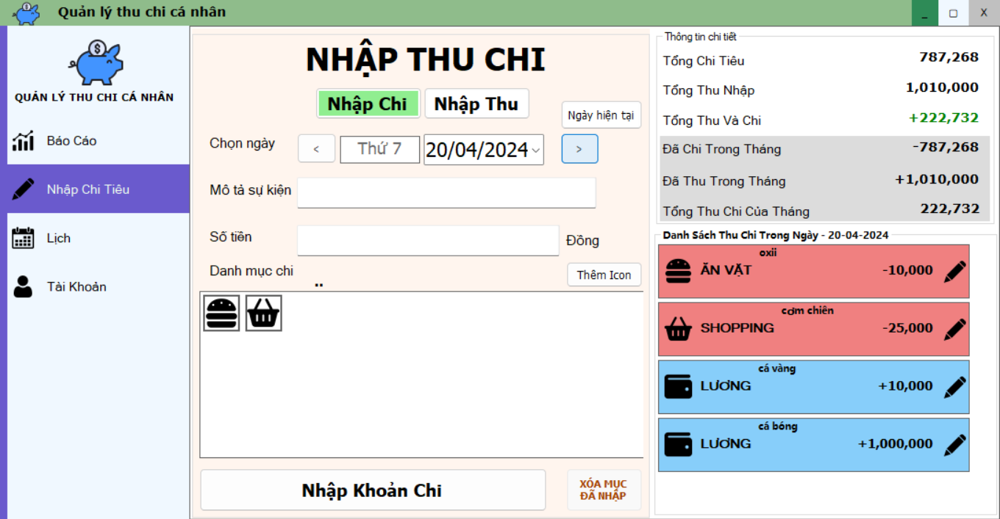 Quản lý thu chi cá nhân
_ □ X
QUẢN LÝ THU CHI CÁ NHÂN
Báo Cáo
Nhập Chi Tiêu
Lịch
Tài Khoản
NHẬP THU CHI
Nhập Chi Nhập Thu
Ngày hiện tại
Chọn ngày < Thứ 7 20/04/2024 >
Mô tả sự kiện
Số tiền Đồng
Danh mục chi ..
Thêm Icon
Nhập Khoản Chi
XÓA MỤC
ĐÃ NHẬP
Thông tin chi tiết
Tổng Chi Tiêu 787,268
Tổng Thu Nhập 1,010,000
Tổng Thu Và Chi +222,732
Đã Chi Trong Tháng -787,268
Đã Thu Trong Tháng +1,010,000
Tổng Thu Chi Của Tháng 222,732
Danh Sách Thu Chi Trong Ngày - 20-04-2024
oxii
ĂN VẶT -10,000
cơm chiên
SHOPPING -25,000
cá vàng
LƯƠNG +10,000
cá bóng
LƯƠNG +1,000,000